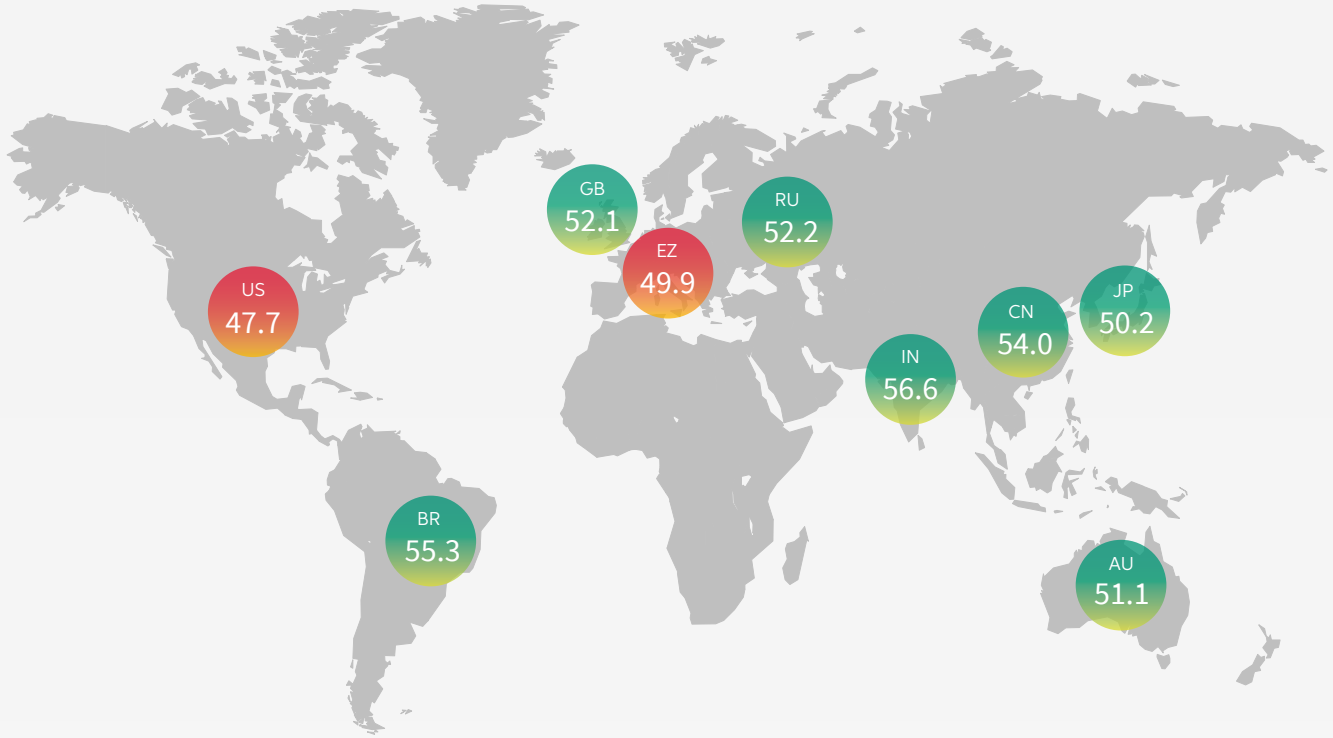 GB
52.1
RU
52.2
EZ
49.9
US
47.7
JP
50.2
CN
54.0
IN
56.6
BR
55.3
AU
51.1